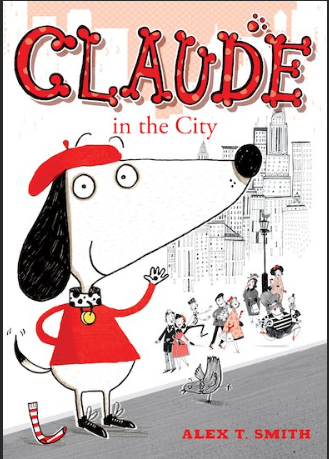 CLAUDE
in the City
ALEX T. SMITH